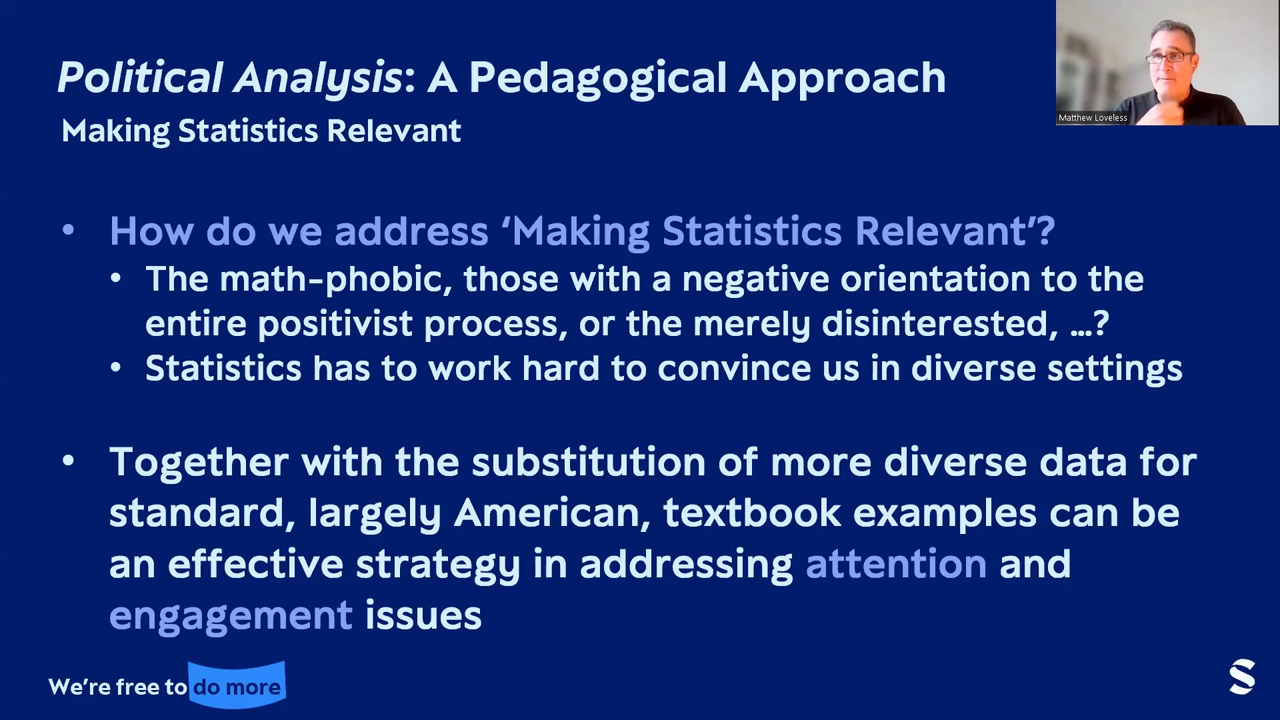 Political Analysis: A Pedagogical Approach
Making Statistics Relevant
Matthew Loveless
• How do we address ‘Making Statistics Relevant’?
• The math-phobic, those with a negative orientation to the
entire positivist process, or the merely disinterested, ...?
• Statistics has to work hard to convince us in diverse settings
• Together with the substitution of more diverse data for
standard, largely American, textbook examples can be
an effective strategy in addressing attention and
engagement issues
We’re free to do more
S